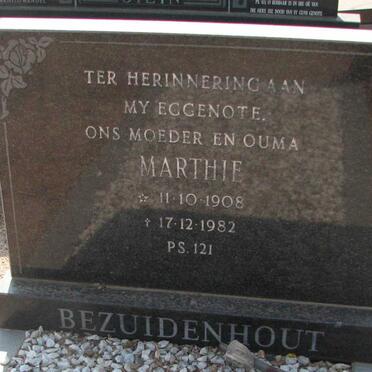 TER HERINNERING AAN
MY EGGENOTE,
ONS MOEDER EN OUMA
MARTHIE
☆ 11·10·1908
† 17·12·1982
PS. 121
BEZUIDENHOUT